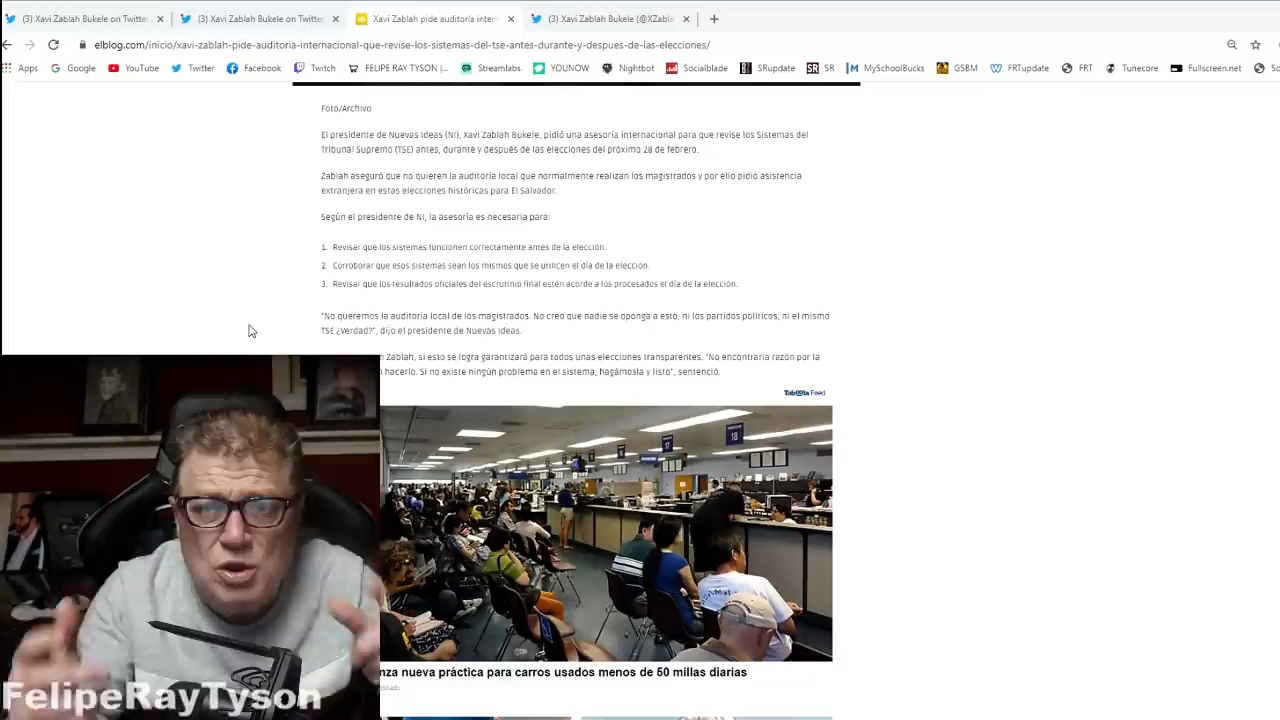 (3) Xavi Zablah Bukele on Twitte
(3) Xavi Zablah Bukele on Twitte
Xavi Zablah pide auditoría intern
(3) Xavi Zablah Bukele (@XZabla
elblog.com/inicio/xavi-zablah-pide-auditoria-internacional-que-revise-los-sistemas-del-tse-antes-durante-y-despues-de-las-elecciones/
Apps Google YouTube Twitter Facebook Twitch FELIPE RAY TYSON |... Streamlabs YOUNOW Nightbot Socialblade SRupdate SR MySchoolBucks GSBM FRTupdate FRT Tunecore Fullscreen.net
Foto/Archivo
El presidente de Nuevas Ideas (NI), Xavi Zablah Bukele, pidió una asesoría internacional para que revise los Sistemas del
Tribunal Supremo (TSE) antes, durante y después de las elecciones del próximo 28 de febrero.
Zablah aseguró que no quieren la auditoría local que normalmente realizan los magistrados y por ello pidió asistencia
extranjera en estas elecciones históricas para El Salvador.
Según el presidente de NI, la asesoría es necesaria para:
1. Revisar que los sistemas funcionen correctamente antes de la elección.
2. Corroborar que esos sistemas sean los mismos que se utilicen el día de la elección.
3. Revisar que los resultados oficiales del escrutinio final estén acorde a los procesados el día de la elección.
"No queremos la auditoría local de los magistrados. No creo que nadie se oponga a esto, ni los partidos políticos, ni el mismo
TSE ¿Verdad?", dijo el presidente de Nuevas Ideas.
n Zablah, si esto se logra garantizará para todos unas elecciones transparentes. "No encontraría razón por la
hacerlo. Si no existe ningún problema en el sistema, hagámosla y listo", sentenció.
Taboola Feed
17
18
nza nueva práctica para carros usados menos de 50 millas diarias
FelipeRayTyson